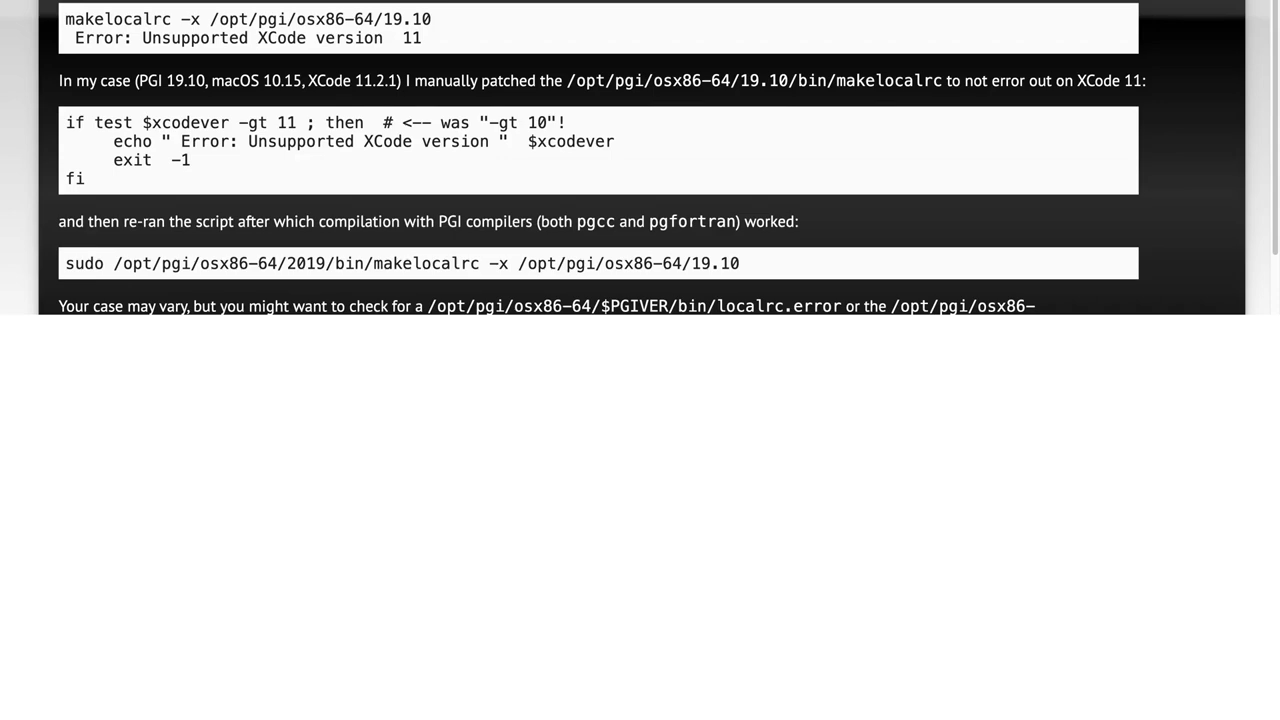 makelocalrc -x /opt/pgi/osx86-64/19.10
Error: Unsupported XCode version  11
In my case (PGI 19.10, macOS 10.15, XCode 11.2.1) I manually patched the /opt/pgi/osx86-64/19.10/bin/makelocalrc to not error out on XCode 11:
if test $xcodever -gt 11 ; then  # <-- was "-gt 10"!
     echo " Error: Unsupported XCode version "  $xcodever
     exit  -1
fi
and then re-ran the script after which compilation with PGI compilers (both pgcc and pgfortran) worked:
sudo /opt/pgi/osx86-64/2019/bin/makelocalrc -x /opt/pgi/osx86-64/19.10
Your case may vary, but you might want to check for a /opt/pgi/osx86-64/$PGIVER/bin/localrc.error or the /opt/pgi/osx86-